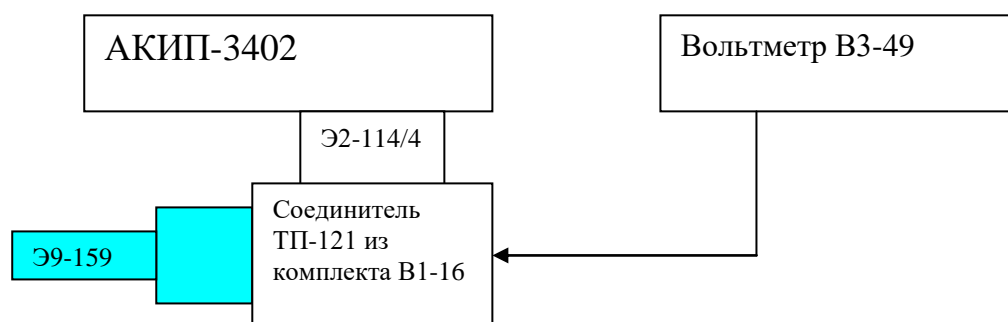 АКИП-3402
Вольтметр В3-49
Э2-114/4
Соединитель
ТП-121 из
комплекта В1-16
Э9-159